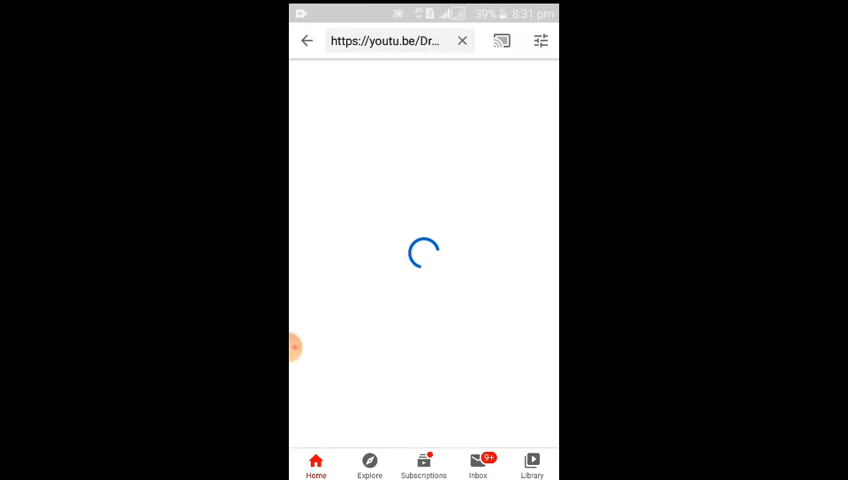 39% 8:31 pm
https://youtu.be/Dr...
9+
Home Explore Subscriptions Inbox Library